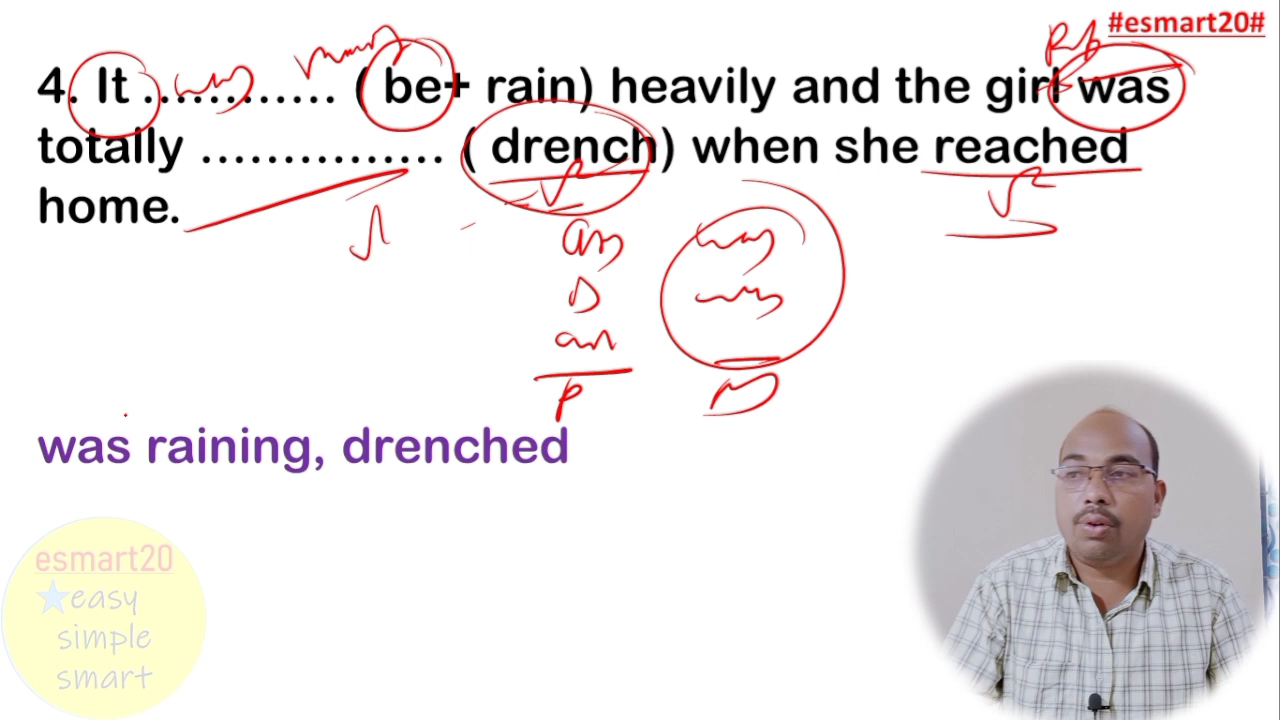 #esmart20#
4. It ............ ( be+ rain) heavily and the girl was
totally ............... ( drench) when she reached
home.
was raining, drenched
esmart20
easy
simple
smart